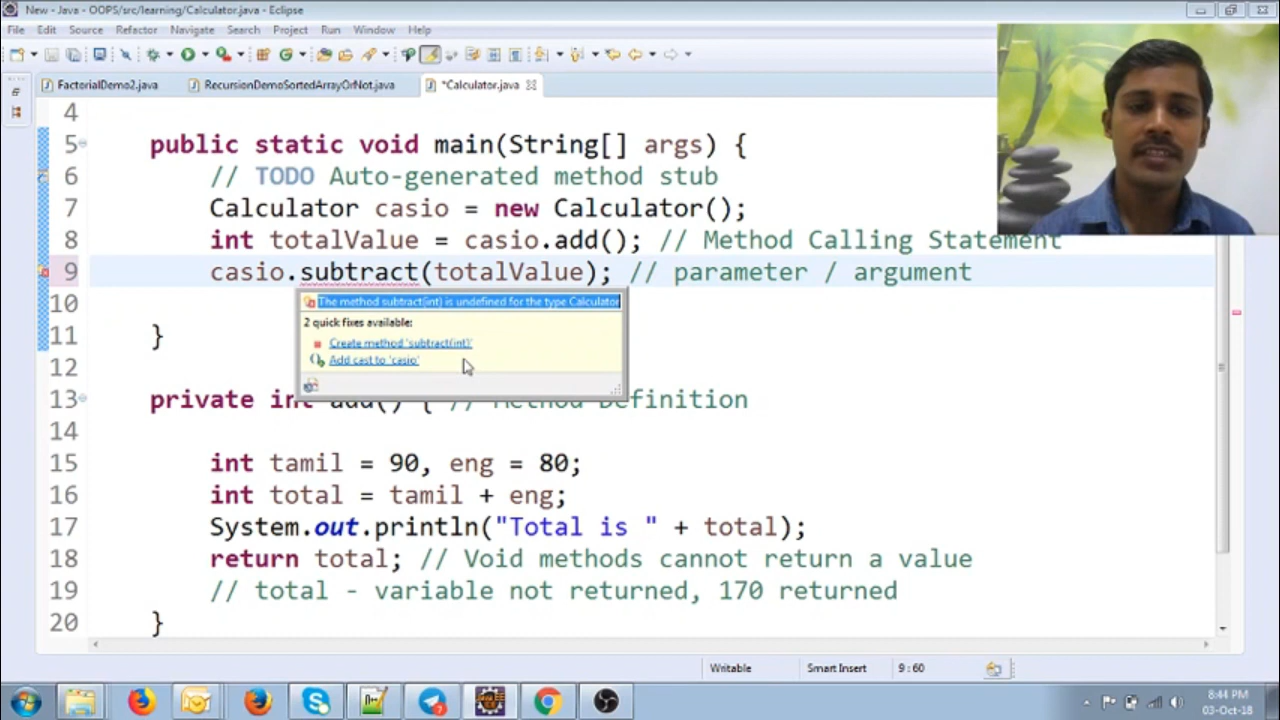 New - Java - OOPS/src/learning/Calculator.java - Eclipse
File Edit Source Refactor Navigate Search Project Run Window Help
FactorialDemo2.java RecursionDemoSortedArrayOrNot.java *Calculator.java
4
5 public static void main(String[] args) {
6 // TODO Auto-generated method stub
7 Calculator casio = new Calculator();
8 int totalValue = casio.add(); // Method Calling Statement
9 casio.subtract(totalValue); // parameter / argument
10
The method subtract(int) is undefined for the type Calculator
2 quick fixes available:
11 }
Create method 'subtract(int)'
Add cast to 'casio'
12
13 private int add() { // Method Definition
14
15 int tamil = 90, eng = 80;
16 int total = tamil + eng;
17 System.out.println("Total is " + total);
18 return total; // Void methods cannot return a value
19 // total - variable not returned, 170 returned
20 }
Writable Smart Insert 9 : 60
8:44 PM
03-Oct-18